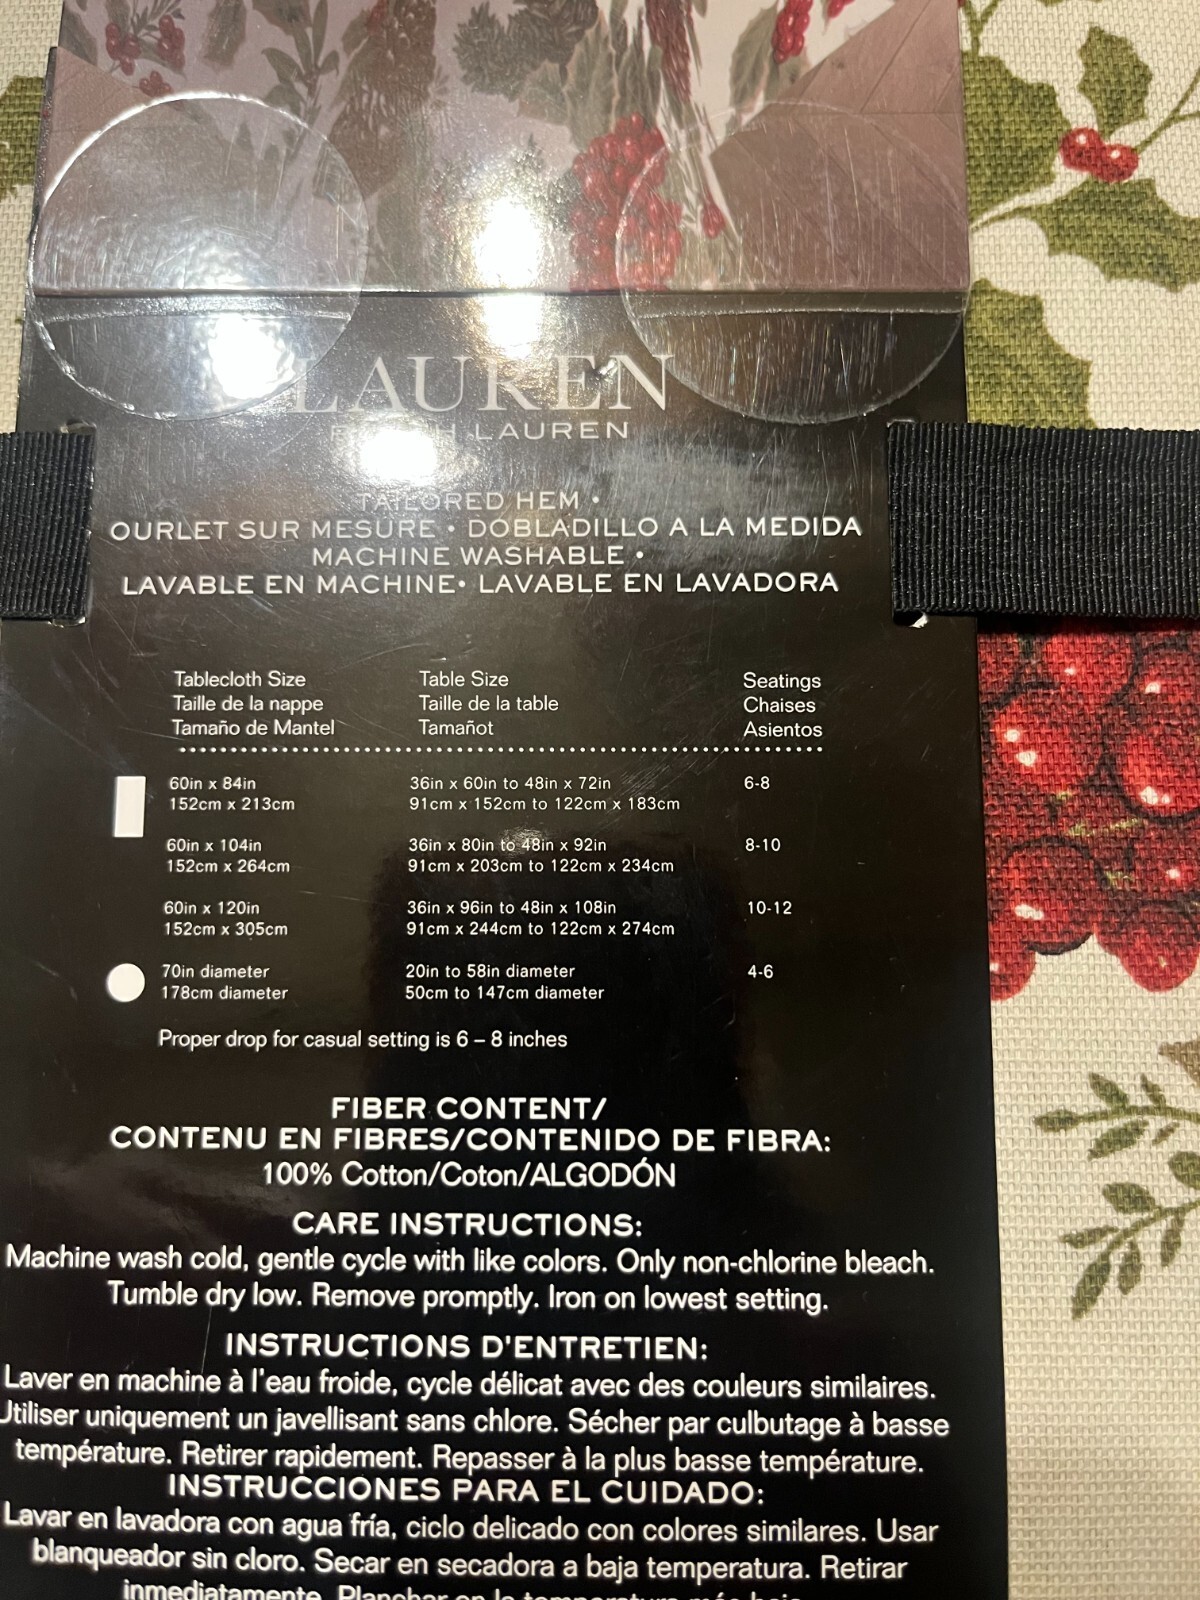 LAUREN
RALPH LAUREN
TAILORED HEM •
OURLET SUR MESURE • DOBLADILLO A LA MEDIDA
MACHINE WASHABLE •
LAVABLE EN MACHINE• LAVABLE EN LAVADORA
Tablecloth Size Table Size Seatings
Taille de la nappe Taille de la table Chaises
Tamaño de Mantel Tamañot Asientos
60in x 84in 36in x 60in to 48in x 72in 6-8
152cm x 213cm 91cm x 152cm to 122cm x 183cm
60in x 104in 36in x 80in to 48in x 92in 8-10
152cm x 264cm 91cm x 203cm to 122cm x 234cm
60in x 120in 36in x 96in to 48in x 108in 10-12
152cm x 305cm 91cm x 244cm to 122cm x 274cm
70in diameter 20in to 58in diameter 4-6
178cm diameter 50cm to 147cm diameter
Proper drop for casual setting is 6 – 8 inches
FIBER CONTENT/
CONTENU EN FIBRES/CONTENIDO DE FIBRA:
100% Cotton/Coton/ALGODÓN
CARE INSTRUCTIONS:
Machine wash cold, gentle cycle with like colors. Only non-chlorine bleach.
Tumble dry low. Remove promptly. Iron on lowest setting.
INSTRUCTIONS D'ENTRETIEN:
Laver en machine à l'eau froide, cycle délicat avec des couleurs similaires.
Utiliser uniquement un javellisant sans chlore. Sécher par culbutage à basse
température. Retirer rapidement. Repasser à la plus basse température.
INSTRUCCIONES PARA EL CUIDADO:
Lavar en lavadora con agua fría, ciclo delicado con colores similares. Usar
blanqueador sin cloro. Secar en secadora a baja temperatura. Retirar
inmediatamente. Planchar en la temperatura más baja.